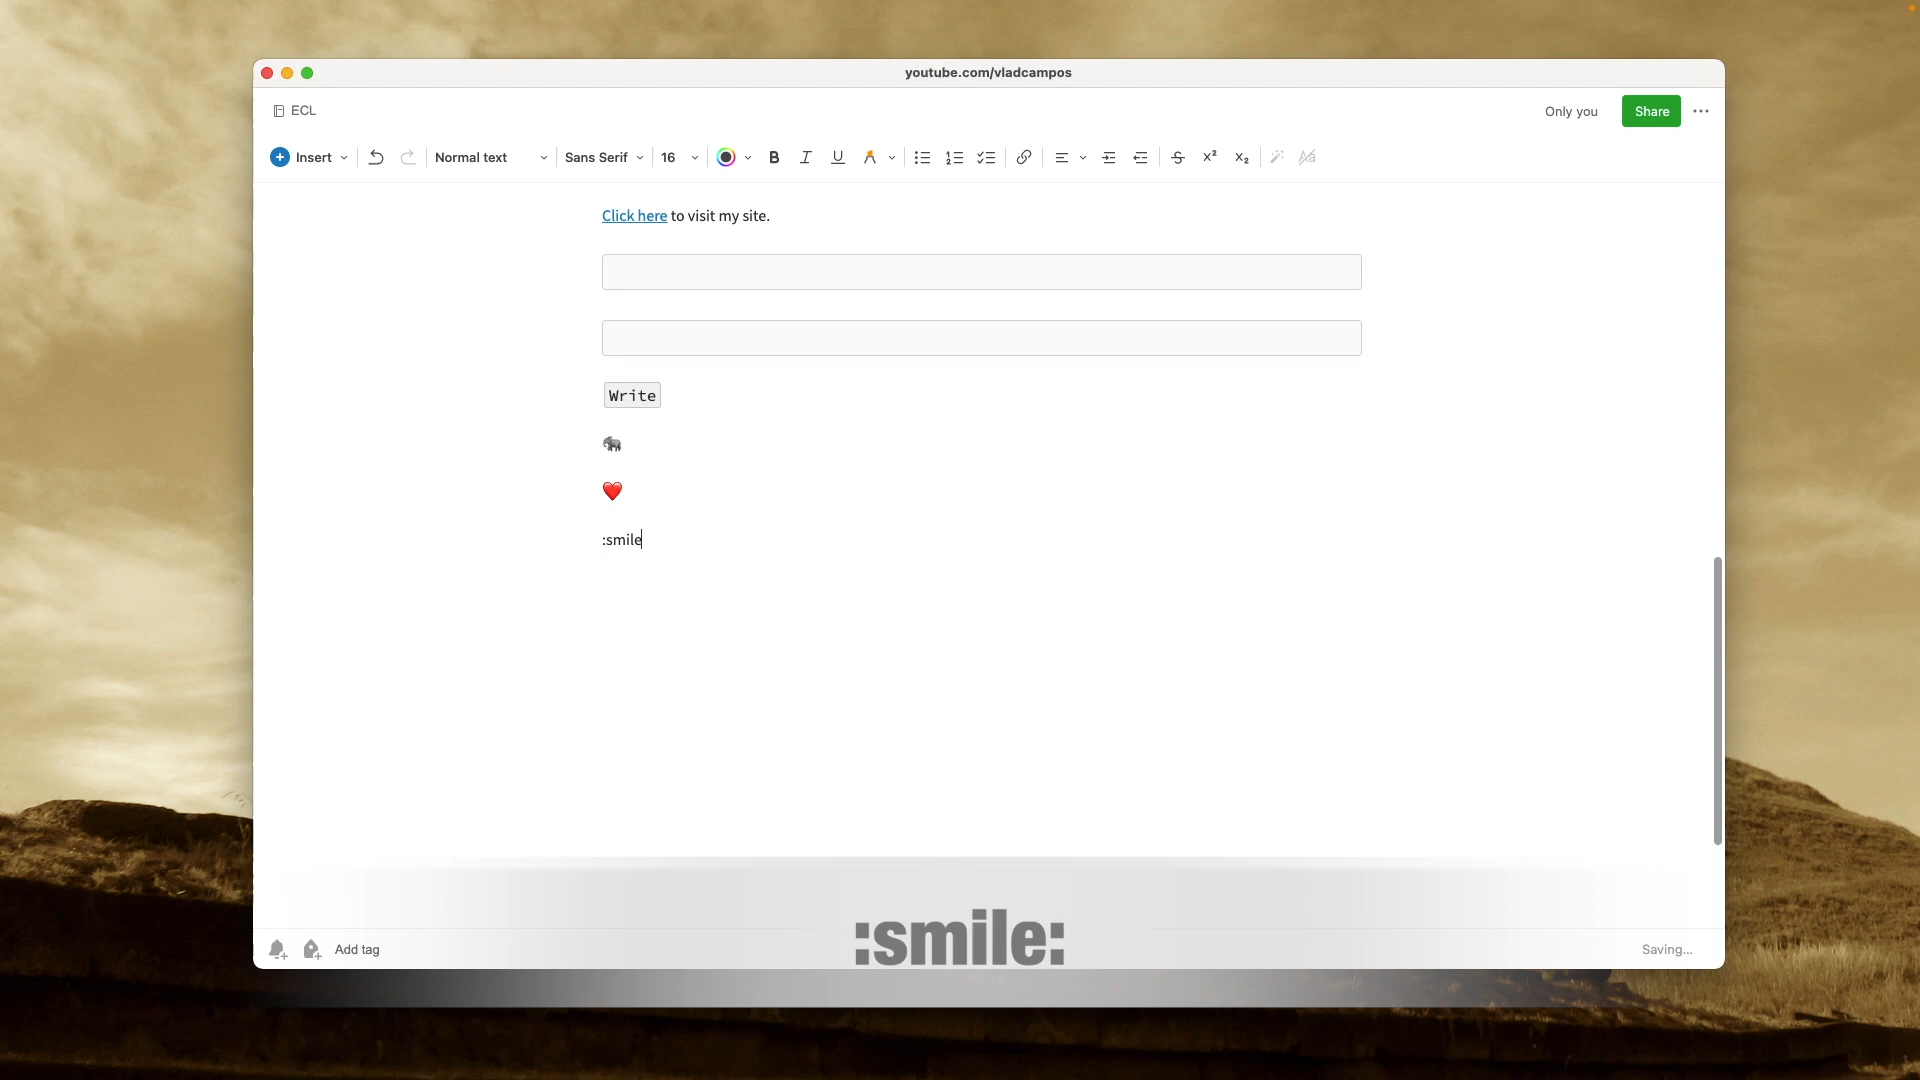 youtube.com/vladcampos
ECL
Only you
Share
Insert
Normal text
Sans Serif
16
Click here to visit my site.
Write
❤️
:smile
:smile:
Add tag
Saving...